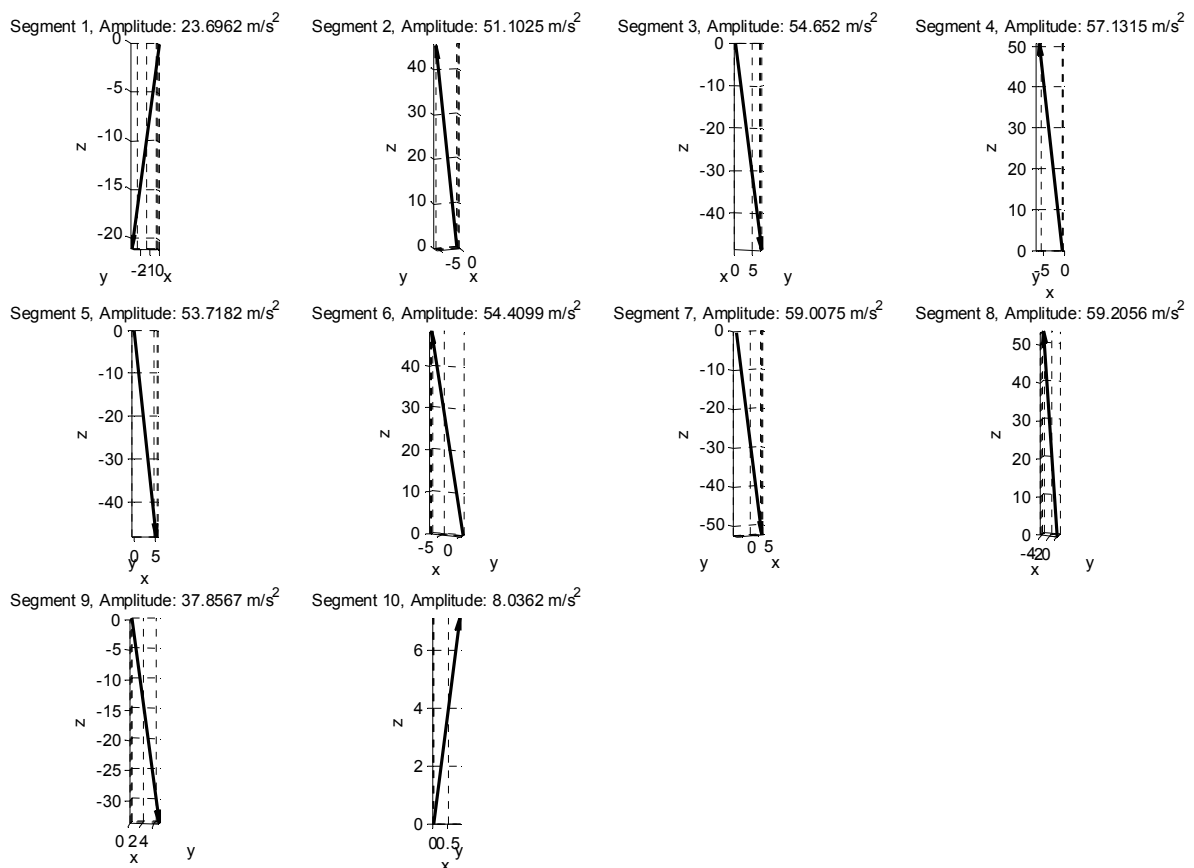 Segment 1, Amplitude: 23.6962 m/s2
0
-5
-10
-15
-20
z
y
-210
x
Segment 2, Amplitude: 51.1025 m/s2
40
30
20
10
0
z
y
-5 0
x
Segment 3, Amplitude: 54.652 m/s2
0
-10
-20
-30
-40
z
x
0 5
y
Segment 4, Amplitude: 57.1315 m/s2
50
40
30
20
10
0
z
y
-5 0
x
Segment 5, Amplitude: 53.7182 m/s2
0
-10
-20
-30
-40
z
y
0 5
x
Segment 6, Amplitude: 54.4099 m/s2
40
30
20
10
0
z
-5 0
x
y
Segment 7, Amplitude: 59.0075 m/s2
0
-10
-20
-30
-40
-50
z
y
0 5
x
Segment 8, Amplitude: 59.2056 m/s2
50
40
30
20
10
0
z
-420
x
y
Segment 9, Amplitude: 37.8567 m/s2
0
-5
-10
-15
-20
-25
-30
z
0 24
x
y
Segment 10, Amplitude: 8.0362 m/s2
6
4
2
0
z
00.5
y
x